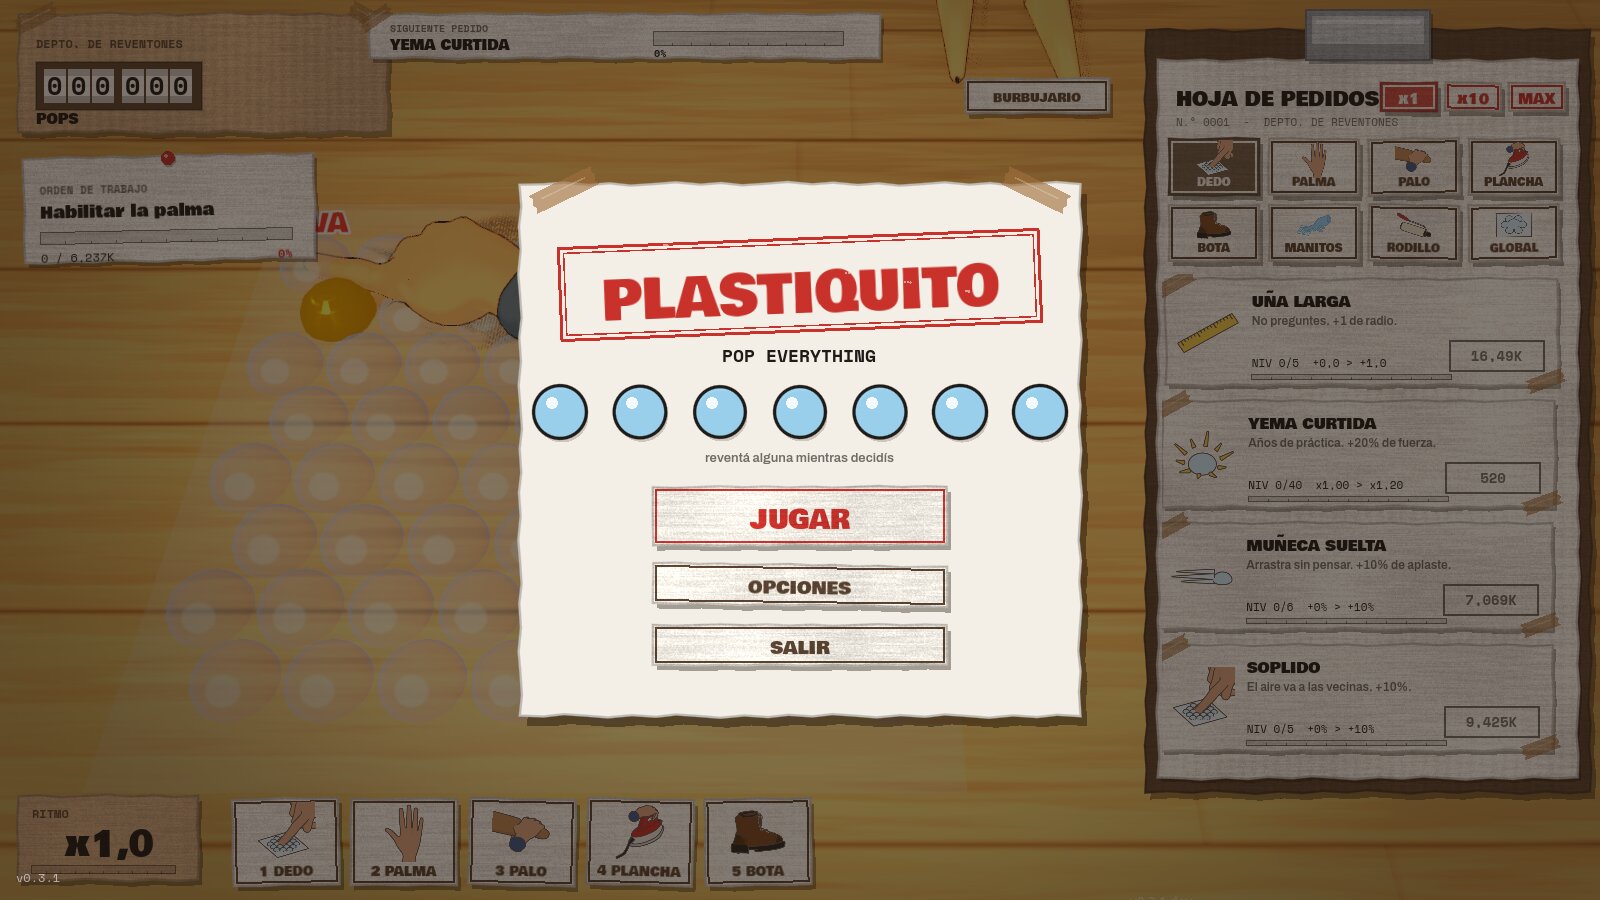 DEPTO. DE REVENTONES
000 000
POPS
SIGUIENTE PEDIDO
YEMA CURTIDA
0%
BURBUJARIO
ORDEN DE TRABAJO
Habilitar la palma
0 / 6,237K
0%
VA
PLASTIQUITO
POP EVERYTHING
reventá alguna mientras decidís
JUGAR
OPCIONES
SALIR
HOJA DE PEDIDOS
x1
x10
MAX
N.° 0001 - DEPTO. DE REVENTONES
DEDO
PALMA
PALO
PLANCHA
BOTA
MANITOS
RODILLO
GLOBAL
UÑA LARGA
No preguntes. +1 de radio.
NIV 0/5 +0,0 > +1,0
16,49K
YEMA CURTIDA
Años de práctica. +20% de fuerza.
NIV 0/40 x1,00 > x1,20
520
MUÑECA SUELTA
Arrastra sin pensar. +10% de aplaste.
NIV 0/6 +0% > +10%
7,069K
SOPLIDO
El aire va a las vecinas. +10%.
NIV 0/5 +0% > +10%
9,425K
RITMO
x1,0
v0.3.1
1 DEDO
2 PALMA
3 PALO
4 PLANCHA
5 BOTA